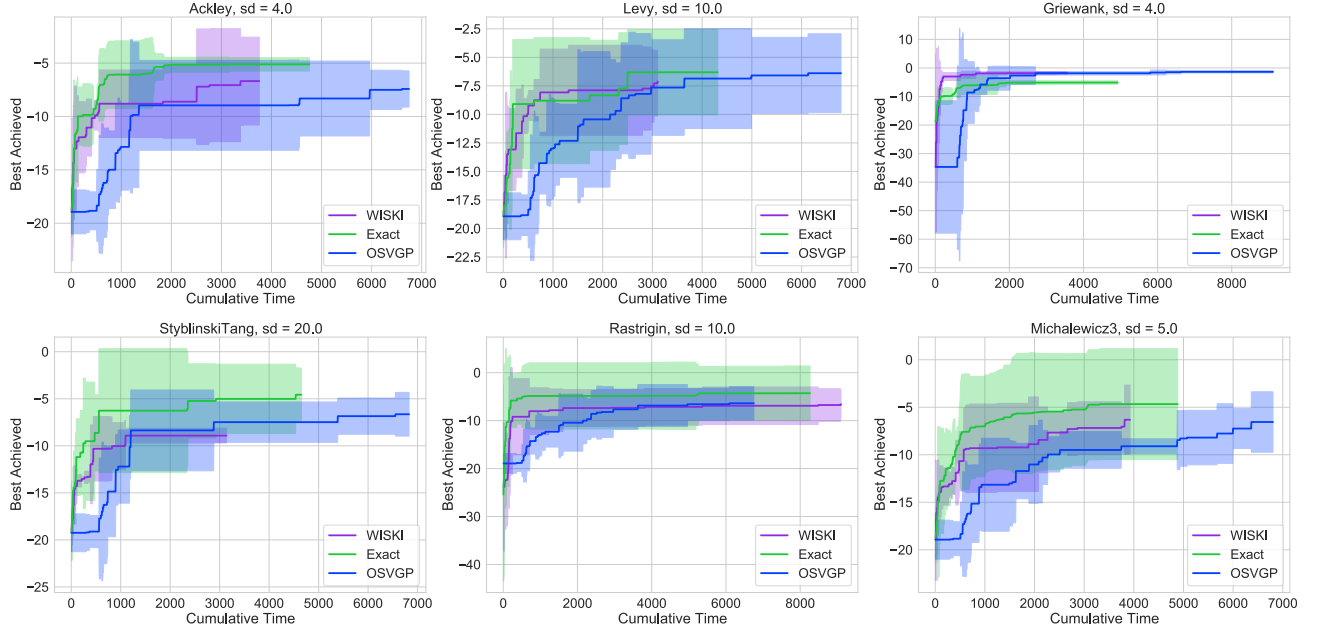 Ackley, sd = 4.0
Best Achieved
−5
−10
−15
−20
WISKI
Exact
OSVGP
0 1000 2000 3000 4000 5000 6000 7000
Cumulative Time
Levy, sd = 10.0
Best Achieved
−2.5
−5.0
−7.5
−10.0
−12.5
−15.0
−17.5
−20.0
−22.5
WISKI
Exact
OSVGP
0 1000 2000 3000 4000 5000 6000 7000
Cumulative Time
Griewank, sd = 4.0
Best Achieved
10
0
−10
−20
−30
−40
−50
−60
−70
WISKI
Exact
OSVGP
0 2000 4000 6000 8000
Cumulative Time
StyblinskiTang, sd = 20.0
Best Achieved
0
−5
−10
−15
−20
−25
WISKI
Exact
OSVGP
0 1000 2000 3000 4000 5000 6000 7000
Cumulative Time
Rastrigin, sd = 10.0
Best Achieved
0
−10
−20
−30
−40
WISKI
Exact
OSVGP
0 2000 4000 6000 8000
Cumulative Time
Michalewicz3, sd = 5.0
Best Achieved
0
−5
−10
−15
−20
WISKI
Exact
OSVGP
0 1000 2000 3000 4000 5000 6000 7000
Cumulative Time